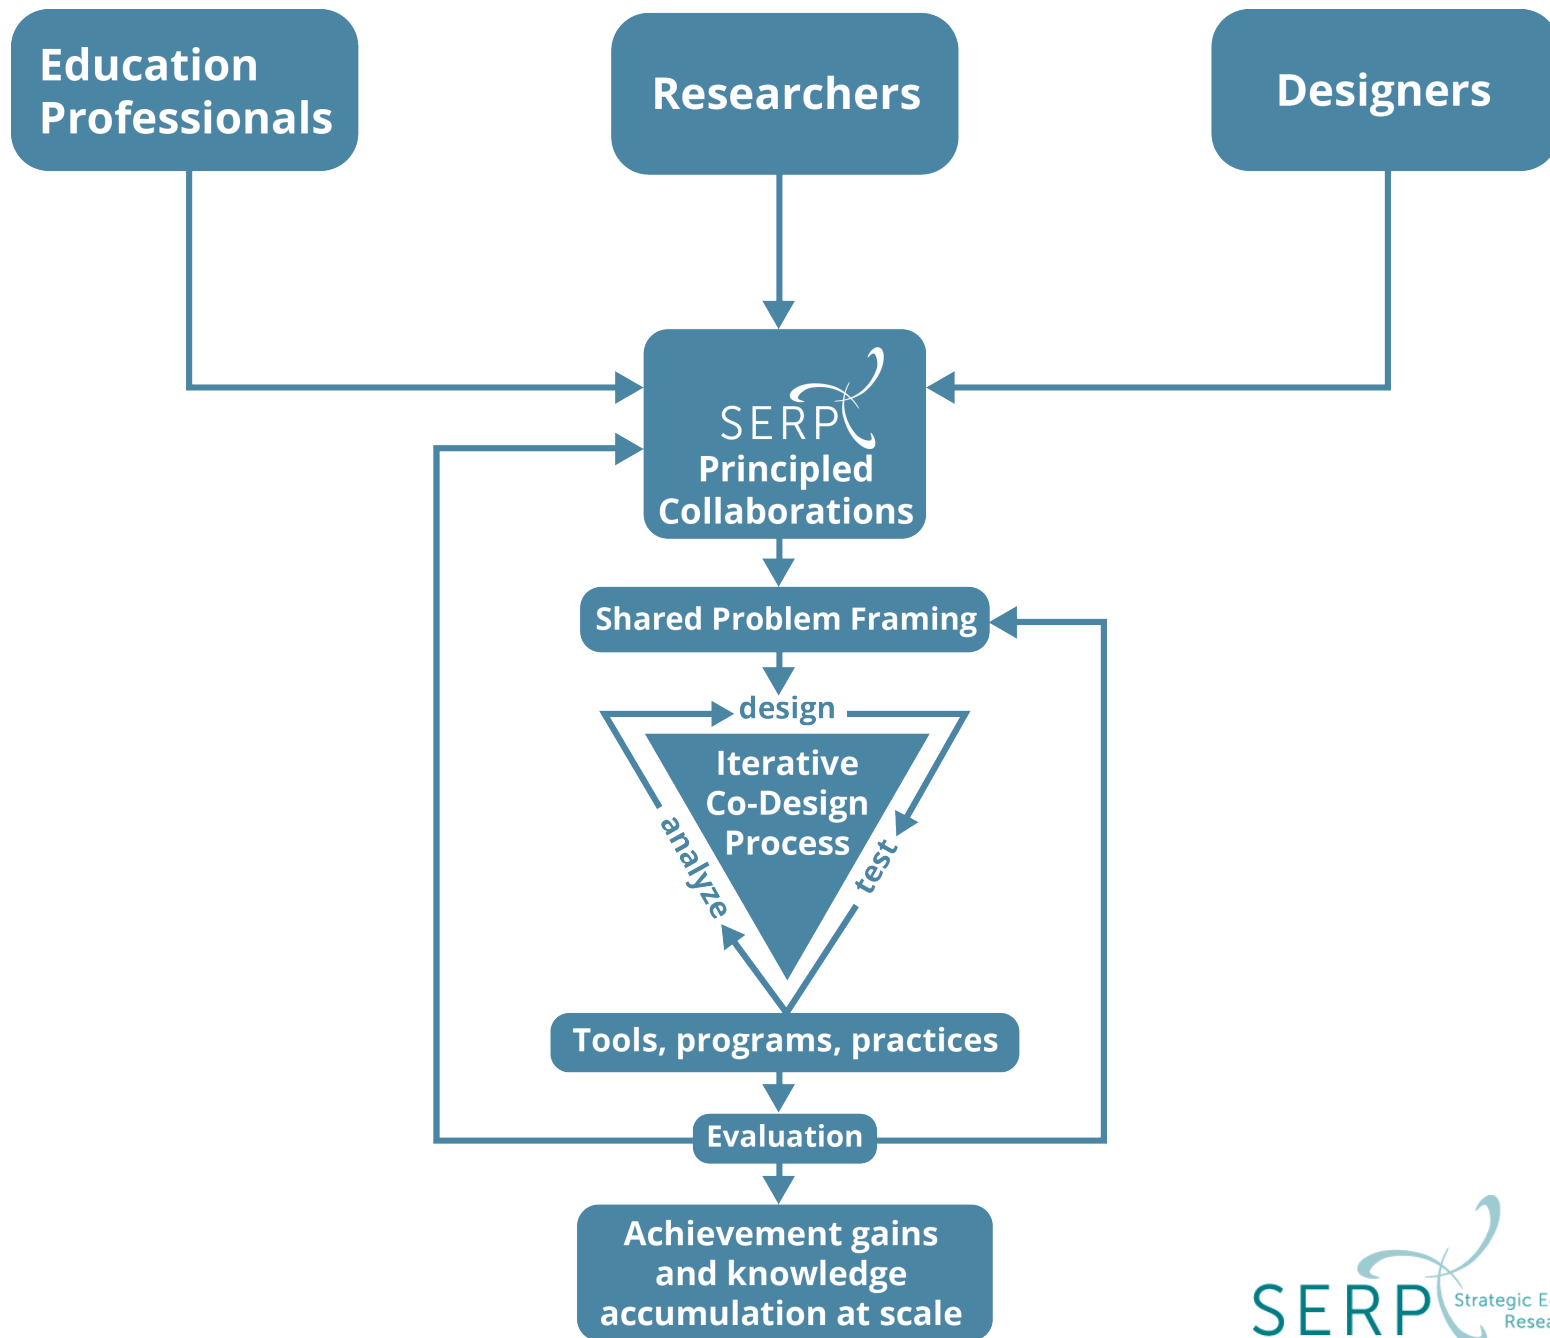 Education
Professionals
Researchers
Designers
SERP
Principled
Collaborations
Shared Problem Framing
design
Iterative
Co-Design
Process
analyze
test
Tools, programs, practices
Evaluation
Achievement gains
and knowledge
accumulation at scale
SERP
Strategic